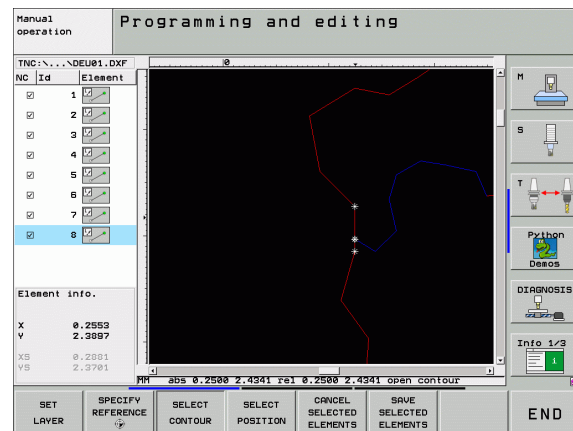 Manual
operation
Programming and editing
TNC:\...\DEU01.DXF
NC Id Element
1
2
3
4
5
6
7
8
Element info.
X 0.2553
Y 2.3897
XS 0.2881
YS 2.3701
0
MM abs 0.2500 2.4341 rel 0.2500 2.4341 open contour
M
S
T
Python
Demos
DIAGNOSIS
Info 1/3
1
SET
LAYER
SPECIFY
REFERENCE
SELECT
CONTOUR
SELECT
POSITION
CANCEL
SELECTED
ELEMENTS
SAVE
SELECTED
ELEMENTS
END